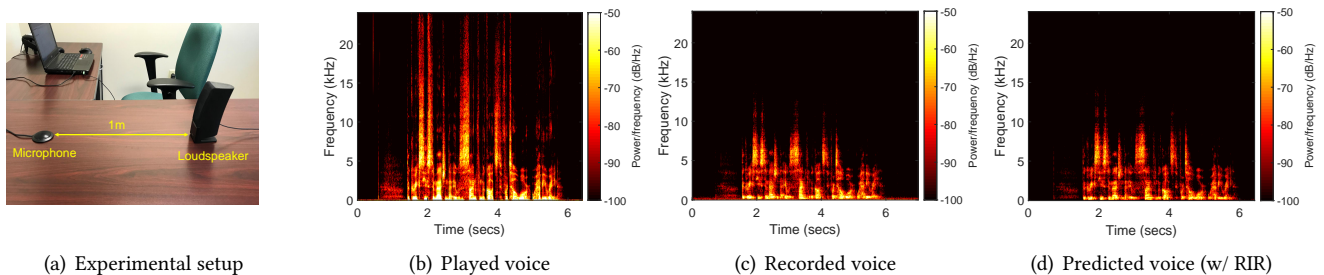 1m
Microphone
Loudspeaker
(a) Experimental setup
Frequency (kHz)
20
15
10
5
0
0 2 4 6
Time (secs)
-50
-60
-70
-80
-90
-100
Power/frequency (dB/Hz)
(b) Played voice
Frequency (kHz)
20
15
10
5
0
0 2 4 6
Time (secs)
-50
-60
-70
-80
-90
-100
Power/frequency (dB/Hz)
(c) Recorded voice
Frequency (kHz)
20
15
10
5
0
0 2 4 6
Time (secs)
-50
-60
-70
-80
-90
-100
Power/frequency (dB/Hz)
(d) Predicted voice (w/ RIR)